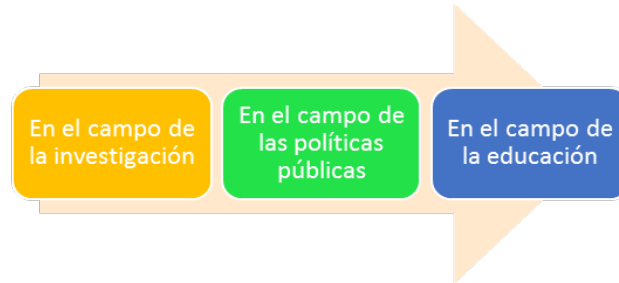 En el campo de
la investigación
En el campo de
las políticas
públicas
En el campo de
la educación